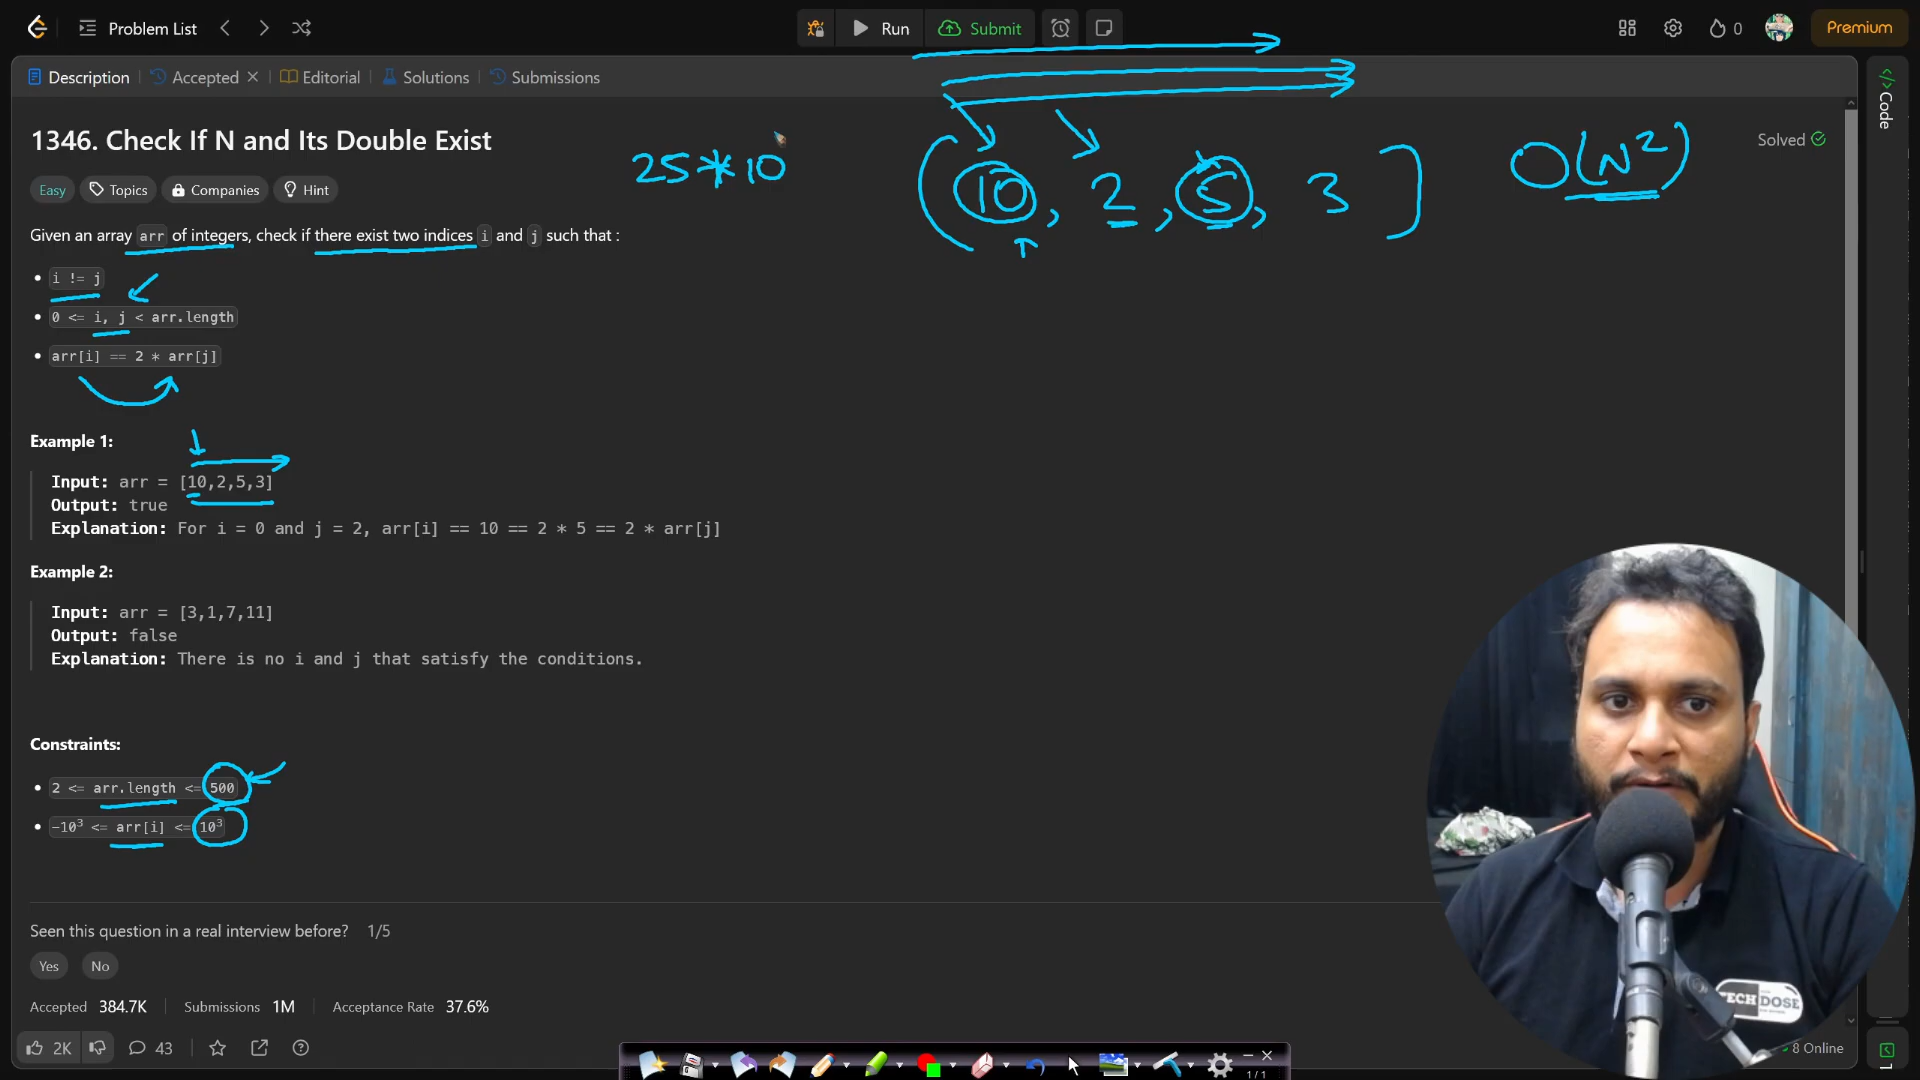 Problem List
Run
Submit
0
Premium
Description
Accepted
Editorial
Solutions
Submissions
</> Code
1346. Check If N and Its Double Exist
Solved
25*10
[10, 2, 5, 3]
O(N²)
Easy
Topics
Companies
Hint
Given an array arr of integers, check if there exist two indices i and j such that :
• i != j
• 0 <= i, j < arr.length
• arr[i] == 2 * arr[j]
Example 1:
Input: arr = [10,2,5,3]
Output: true
Explanation: For i = 0 and j = 2, arr[i] == 10 == 2 * 5 == 2 * arr[j]
Example 2:
Input: arr = [3,1,7,11]
Output: false
Explanation: There is no i and j that satisfy the conditions.
Constraints:
• 2 <= arr.length <= 500
• -10³ <= arr[i] <= 10³
Seen this question in a real interview before? 1/5
Yes
No
Accepted 384.7K
Submissions 1M
Acceptance Rate 37.6%
TECH DOSE
2K
43
8 Online
1/1